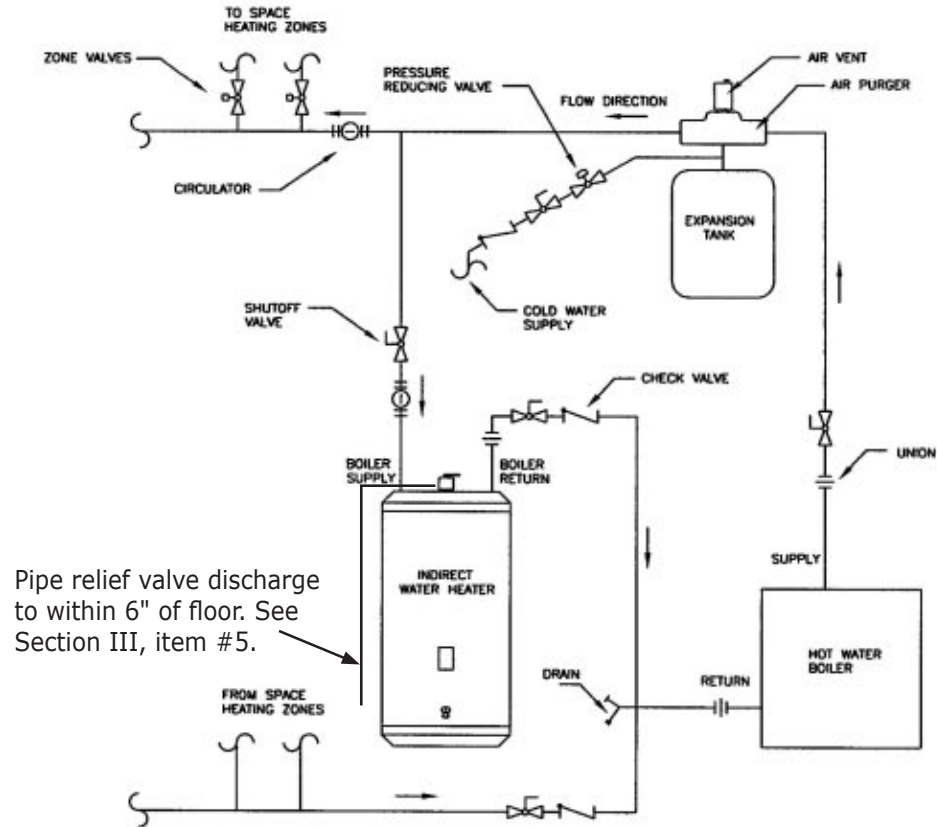 TO SPACE
HEATING ZONES
ZONE VALVES
PRESSURE
REDUCING VALVE
AIR VENT
AIR PURGER
FLOW DIRECTION
CIRCULATOR
EXPANSION
TANK
COLD WATER
SUPPLY
SHUTOFF
VALVE
CHECK VALVE
UNION
BOILER
SUPPLY
BOILER
RETURN
SUPPLY
INDIRECT
WATER HEATER
Pipe relief valve discharge
to within 6" of floor. See
Section III, item #5.
HOT WATER
BOILER
DRAIN
RETURN
FROM SPACE
HEATING ZONES